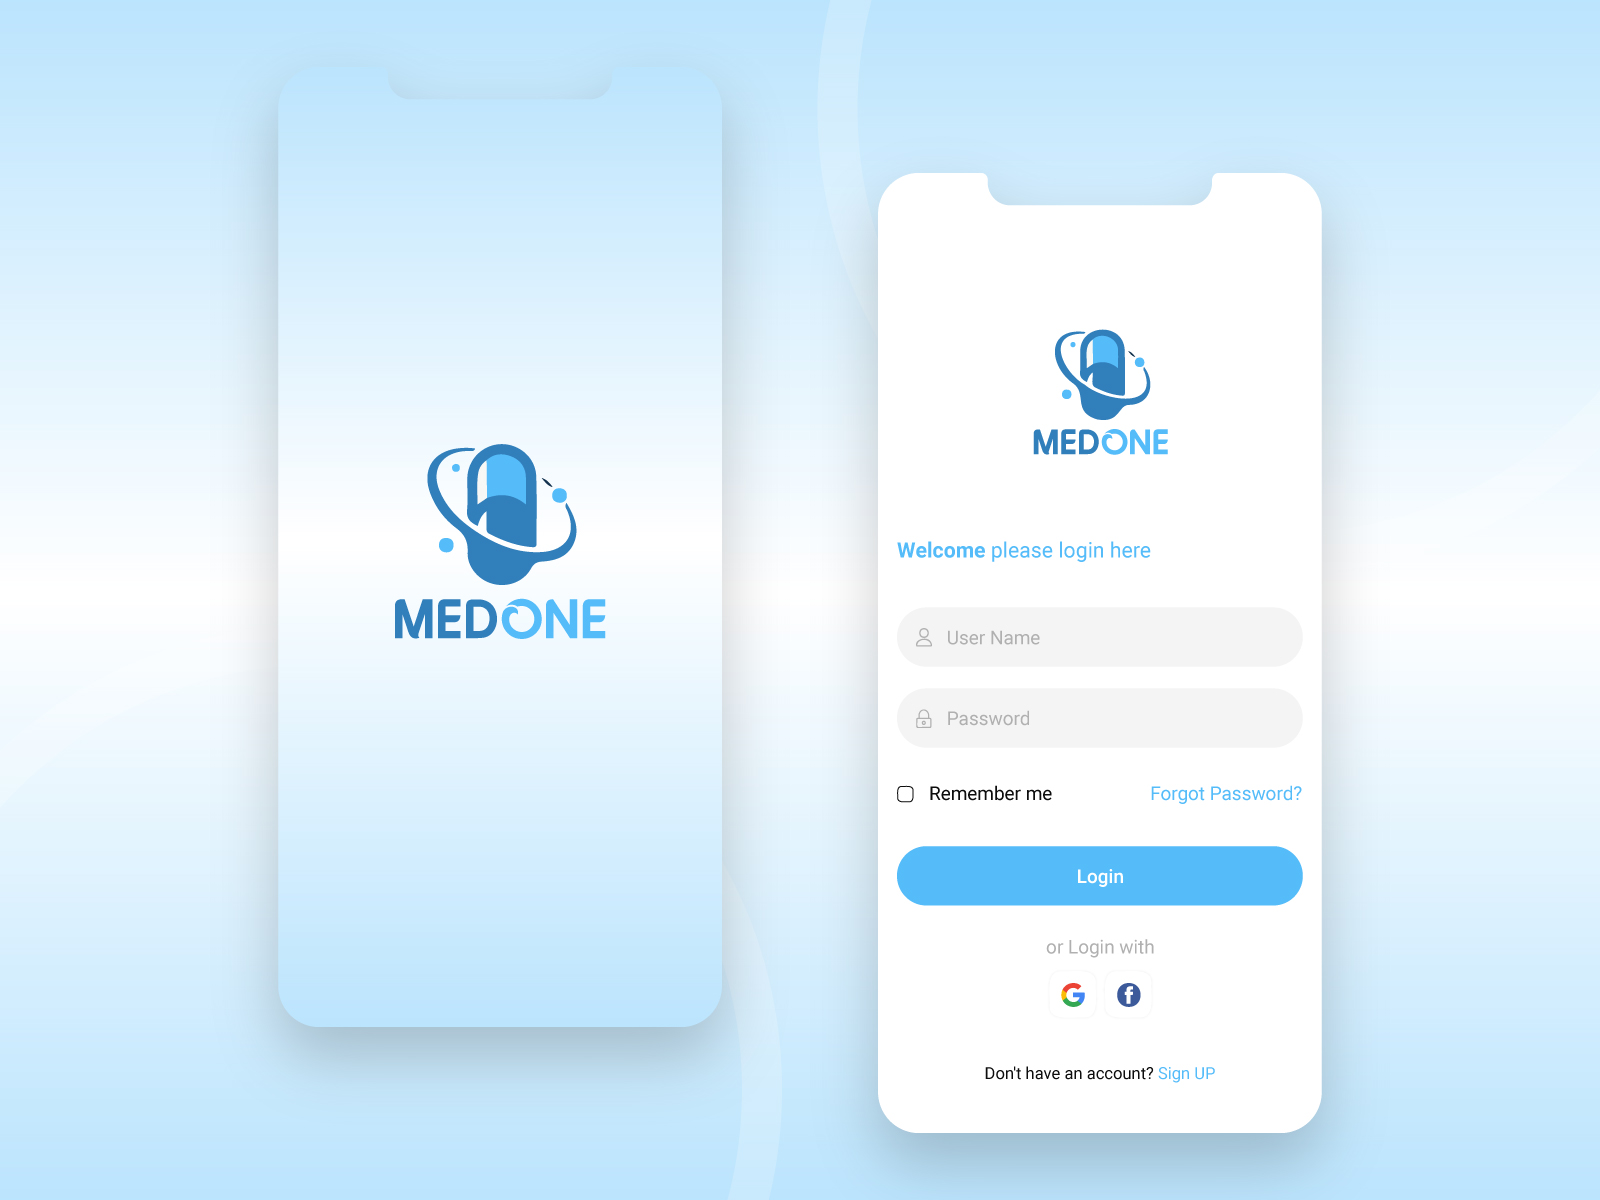 MEDONE
MEDONE
Welcome please login here
User Name
Password
Remember me
Forgot Password?
Login
or Login with
Don't have an account? Sign UP